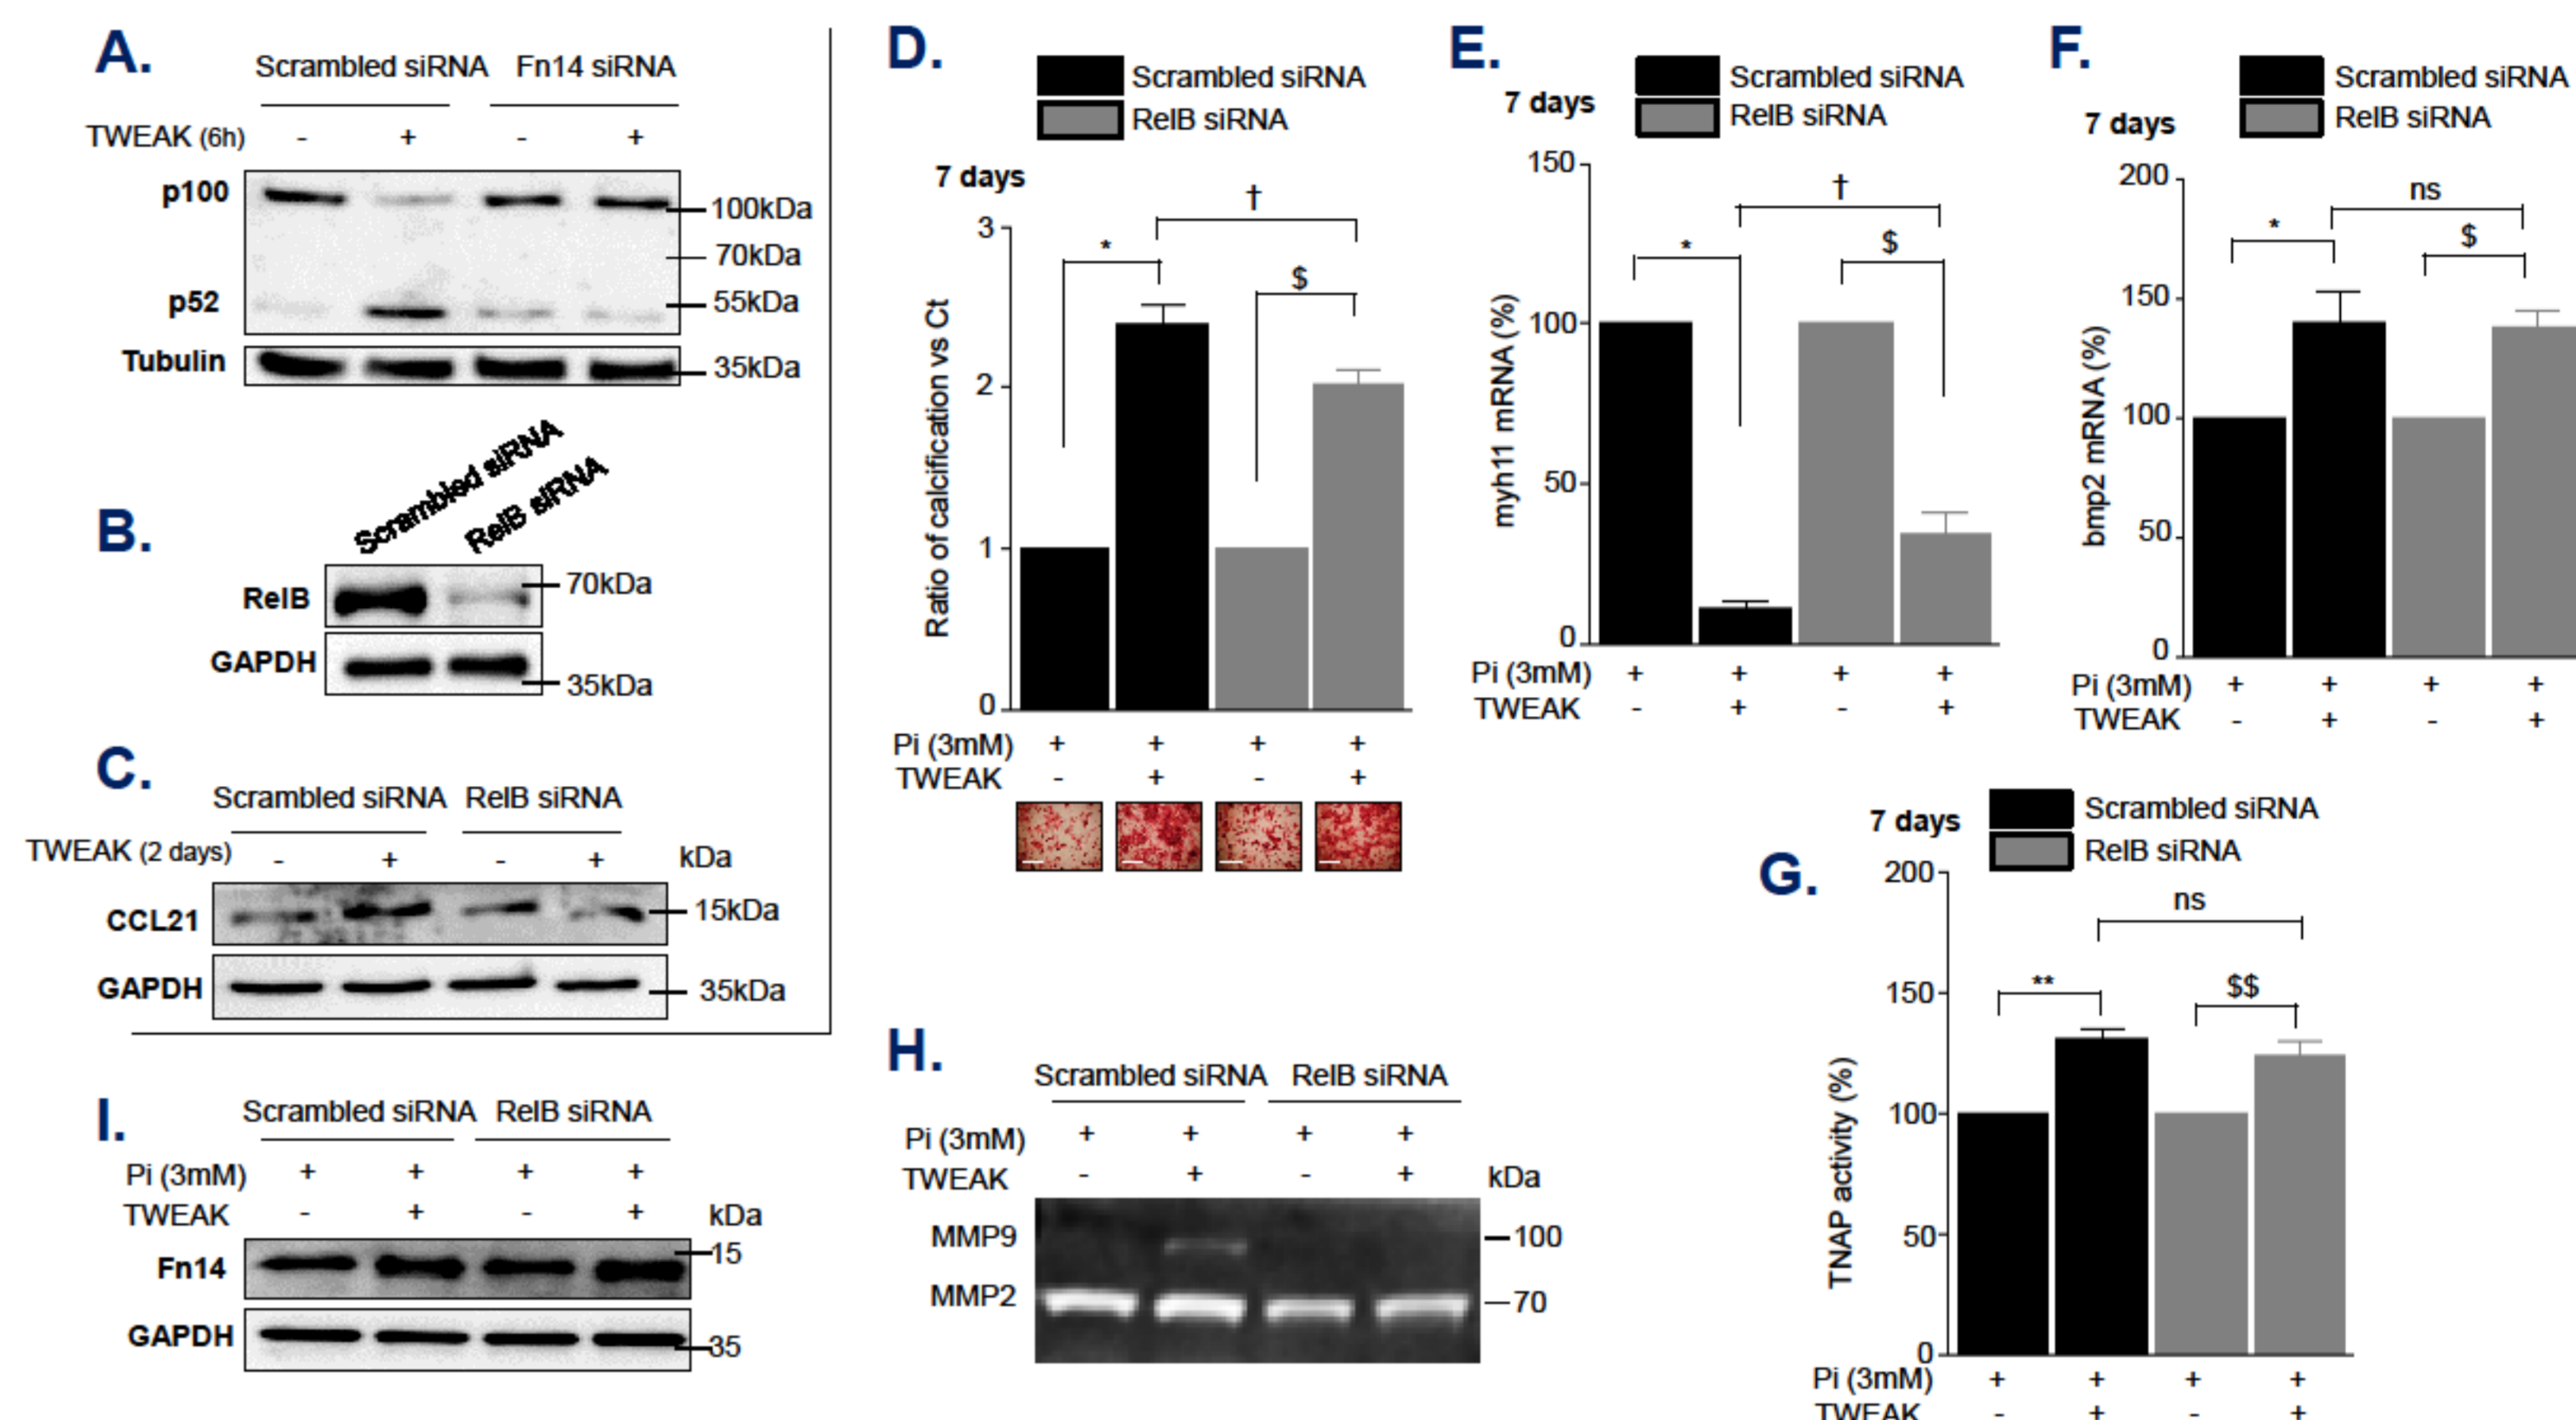 A.
Scrambled siRNA Fn14 siRNA
TWEAK (6h) - + - +
p100
100kDa
70kDa
p52
55kDa
Tubulin
35kDa
B.
Scrambled siRNA
RelB siRNA
RelB
70kDa
GAPDH
35kDa
C.
Scrambled siRNA RelB siRNA
TWEAK (2 days) - + - + kDa
CCL21
15kDa
GAPDH
35kDa
D.
Scrambled siRNA
RelB siRNA
7 days
†
*
$
3
2
1
0
Ratio of calcification vs Ct
Pi (3mM) + + + +
TWEAK - + - +
E.
Scrambled siRNA
RelB siRNA
7 days
†
*
$
150
100
50
0
myh11 mRNA (%)
Pi (3mM) + + + +
TWEAK - + - +
F.
Scrambled siRNA
RelB siRNA
7 days
ns
*
$
200
150
100
50
0
bmp2 mRNA (%)
Pi (3mM) + + + +
TWEAK - + - +
G.
Scrambled siRNA
RelB siRNA
7 days
ns
**
$$
200
150
100
50
0
TNAP activity (%)
Pi (3mM) + + + +
TWEAK - + - +
H.
Scrambled siRNA RelB siRNA
Pi (3mM) + + + +
TWEAK - + - + kDa
MMP9
100
MMP2
70
I.
Scrambled siRNA RelB siRNA
Pi (3mM) + + + +
TWEAK - + - + kDa
Fn14
15
GAPDH
35